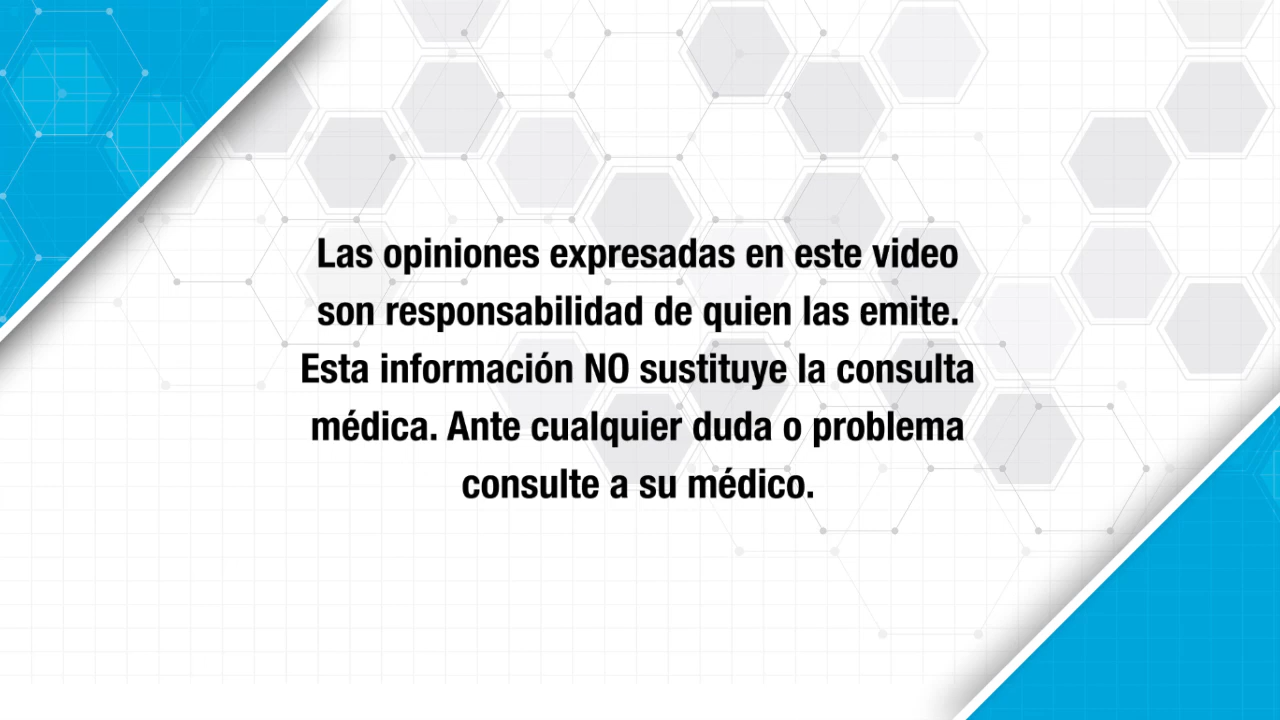 Las opiniones expresadas en este video
son responsabilidad de quien las emite.
Esta información NO sustituye la consulta
médica. Ante cualquier duda o problema
consulte a su médico.